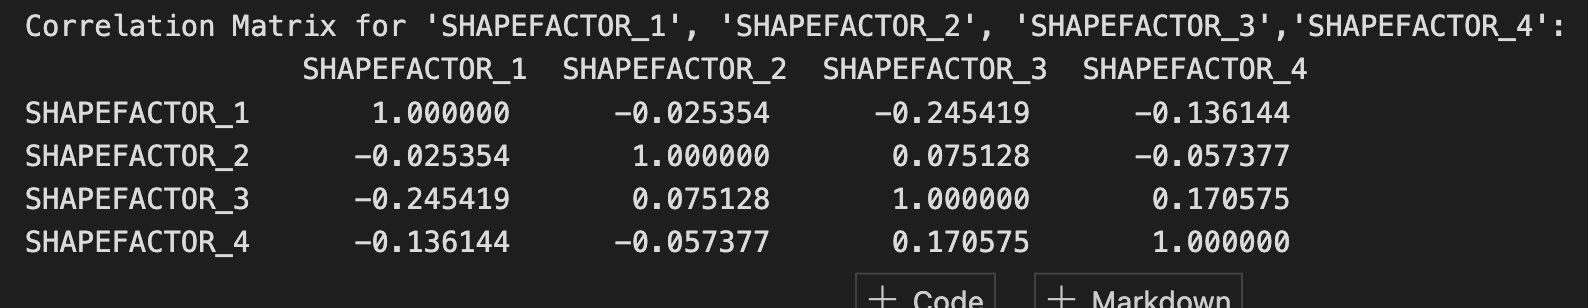 Correlation Matrix for 'SHAPEFACTOR_1', 'SHAPEFACTOR_2', 'SHAPEFACTOR_3','SHAPEFACTOR_4':
SHAPEFACTOR_1 SHAPEFACTOR_2 SHAPEFACTOR_3 SHAPEFACTOR_4
SHAPEFACTOR_1 1.000000 -0.025354 -0.245419 -0.136144
SHAPEFACTOR_2 -0.025354 1.000000 0.075128 -0.057377
SHAPEFACTOR_3 -0.245419 0.075128 1.000000 0.170575
SHAPEFACTOR_4 -0.136144 -0.057377 0.170575 1.000000
+ Code + Markdown